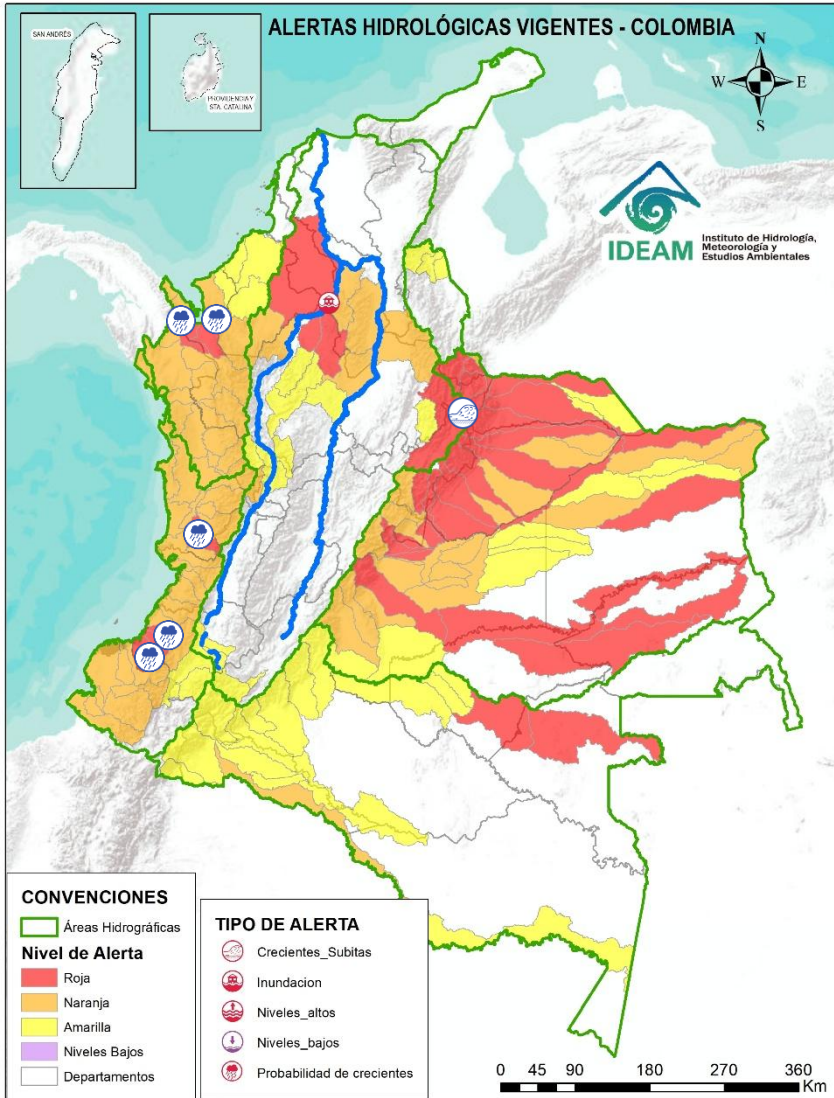 ALERTAS HIDROLÓGICAS VIGENTES - COLOMBIA
SAN ANDRÉS
PROVIDENCIA Y
STA. CATALINA
N
W
E
S
IDEAM
Instituto de Hidrología,
Meteorología y
Estudios Ambientales
CONVENCIONES
Áreas Hidrográficas
Nivel de Alerta
Roja
Naranja
Amarilla
Niveles Bajos
Departamentos
TIPO DE ALERTA
Crecientes_Subitas
Inundacion
Niveles_altos
Niveles_bajos
Probabilidad de crecientes
0 45 90 180 270 360
Km